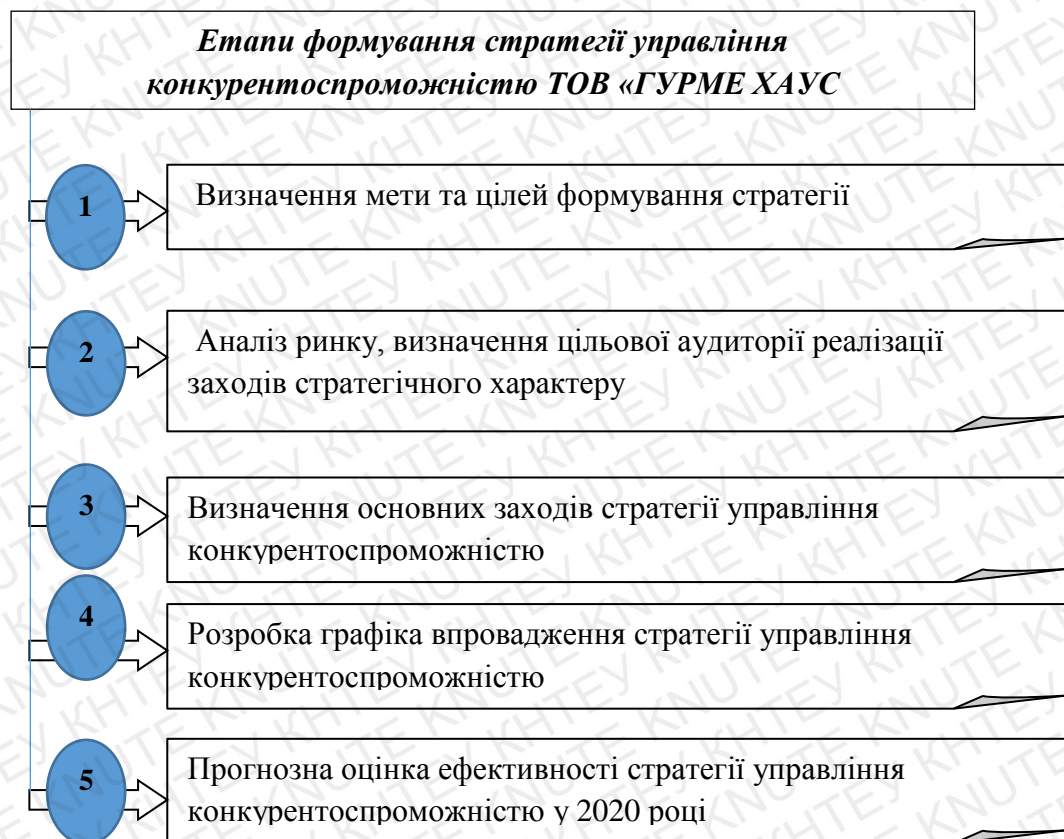 Етапи формування стратегії управління
конкурентоспроможністю ТОВ «ГУРМЕ ХАУС
1
Визначення мети та цілей формування стратегії
2
Аналіз ринку, визначення цільової аудиторії реалізації
заходів стратегічного характеру
3
Визначення основних заходів стратегії управління
конкурентоспроможністю
4
Розробка графіка впровадження стратегії управління
конкурентоспроможністю
5
Прогнозна оцінка ефективності стратегії управління
конкурентоспроможністю у 2020 році